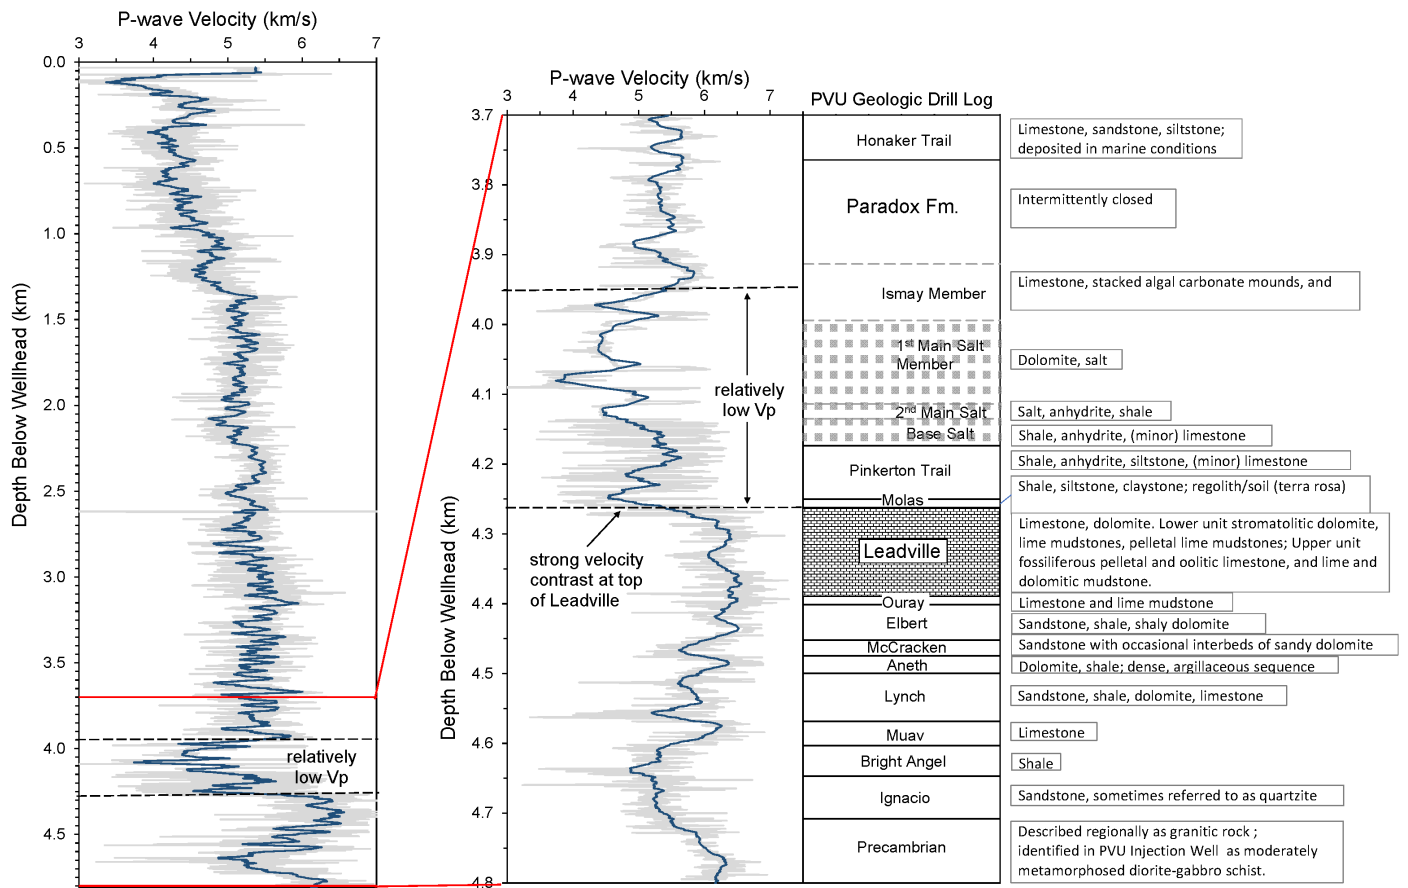 P-wave Velocity (km/s)
3 4 5 6 7
0.0
0.5
1.0
1.5
2.0
2.5
3.0
3.5
4.0
4.5
Depth Below Wellhead (km)
relatively
low Vp
P-wave Velocity (km/s)
3 4 5 6 7
3.7
3.8
3.9
4.0
4.1
4.2
4.3
4.4
4.5
4.6
4.7
4.8
Depth Below Wellhead (km)
relatively
low Vp
strong velocity
contrast at top
of Leadville
PVU Geologic Drill Log
Honaker Trail
Paradox Fm.
Ismay Member
1st Main Salt
Member
2nd Main Salt
Base Salt
Pinkerton Trail
Molas
Leadville
Ouray
Elbert
McCracken
Aneth
Lynch
Muav
Bright Angel
Ignacio
Precambrian
Limestone, sandstone, siltstone;
deposited in marine conditions
Intermittently closed
Limestone, stacked algal carbonate mounds, and
Dolomite, salt
Salt, anhydrite, shale
Shale, anhydrite, (minor) limestone
Shale, anhydrite, siltstone, (minor) limestone
Shale, siltstone, claystone; regolith/soil (terra rosa)
Limestone, dolomite. Lower unit stromatolitic dolomite,
lime mudstones, pelletal lime mudstones; Upper unit
fossiliferous pelletal and oolitic limestone, and lime and
dolomitic mudstone.
Limestone and lime mudstone
Sandstone, shale, shaly dolomite
Sandstone with occasional interbeds of sandy dolomite
Dolomite, shale; dense, argillaceous sequence
Sandstone, shale, dolomite, limestone
Limestone
Shale
Sandstone, sometimes referred to as quartzite
Described regionally as granitic rock ;
identified in PVU Injection Well as moderately
metamorphosed diorite-gabbro schist.